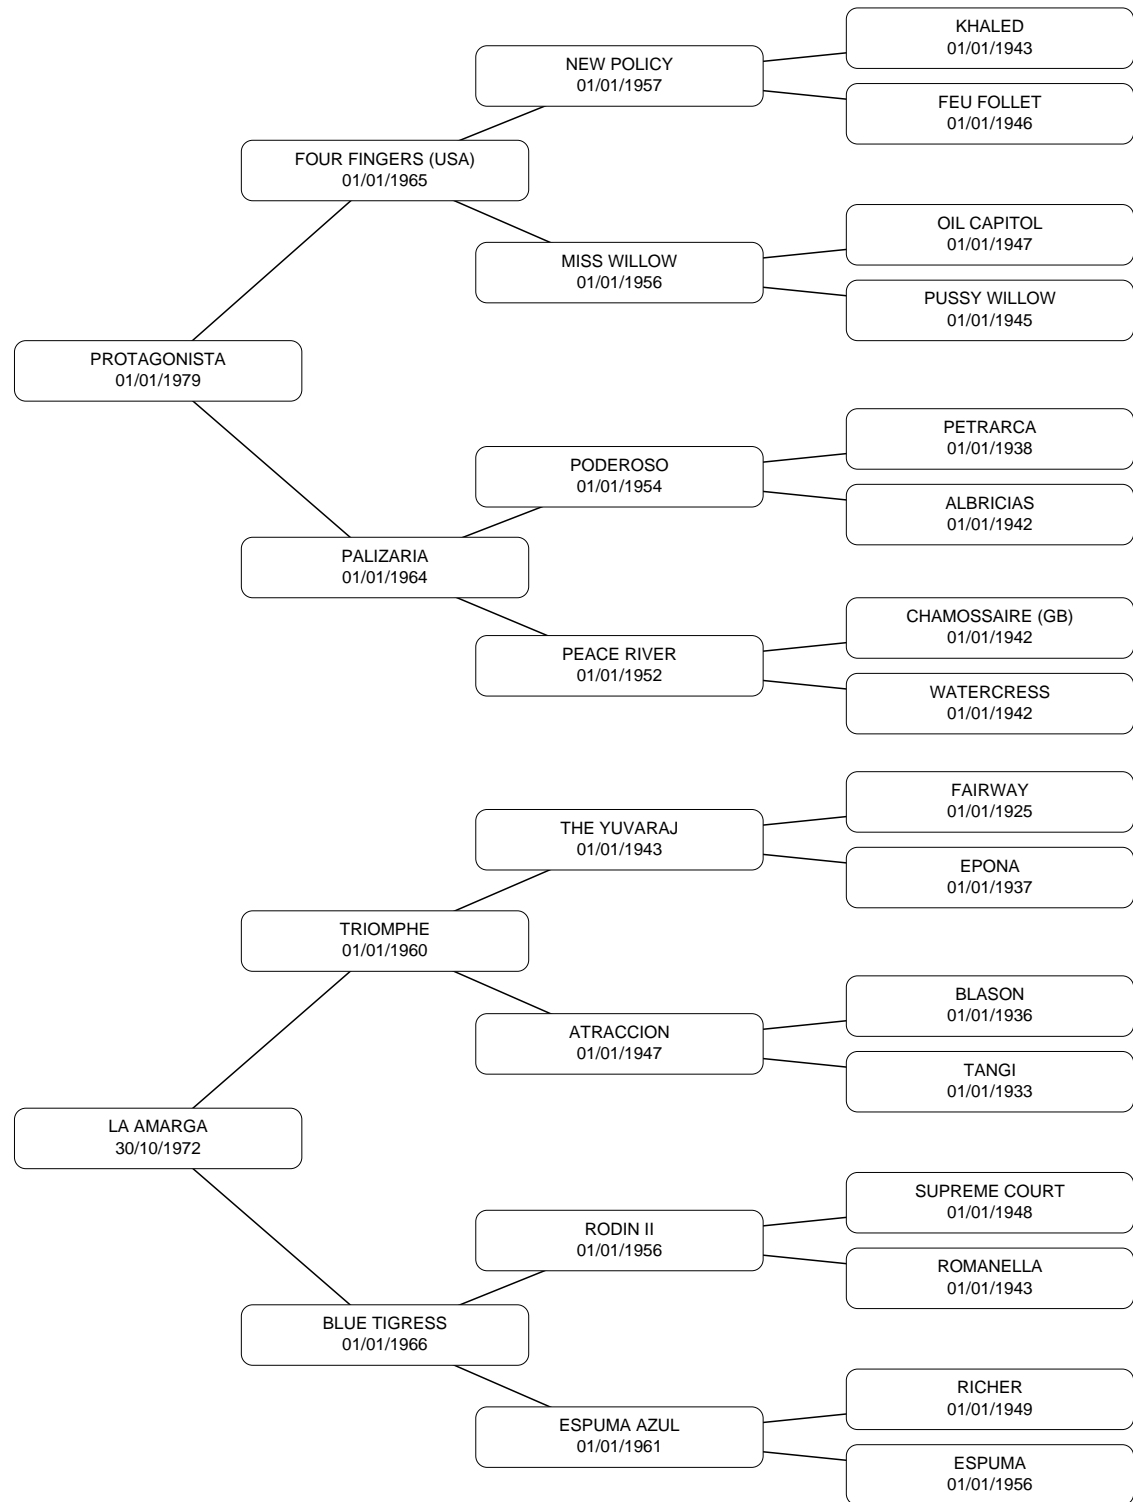 KHALED
01/01/1943
NEW POLICY
01/01/1957
FEU FOLLET
01/01/1946
FOUR FINGERS (USA)
01/01/1965
OIL CAPITOL
01/01/1947
MISS WILLOW
01/01/1956
PUSSY WILLOW
01/01/1945
PROTAGONISTA
01/01/1979
PETRARCA
01/01/1938
PODEROSO
01/01/1954
ALBRICIAS
01/01/1942
PALIZARIA
01/01/1964
CHAMOSSAIRE (GB)
01/01/1942
PEACE RIVER
01/01/1952
WATERCRESS
01/01/1942
FAIRWAY
01/01/1925
THE YUVARAJ
01/01/1943
EPONA
01/01/1937
TRIOMPHE
01/01/1960
BLASON
01/01/1936
ATRACCION
01/01/1947
TANGI
01/01/1933
LA AMARGA
30/10/1972
SUPREME COURT
01/01/1948
RODIN II
01/01/1956
ROMANELLA
01/01/1943
BLUE TIGRESS
01/01/1966
RICHER
01/01/1949
ESPUMA AZUL
01/01/1961
ESPUMA
01/01/1956